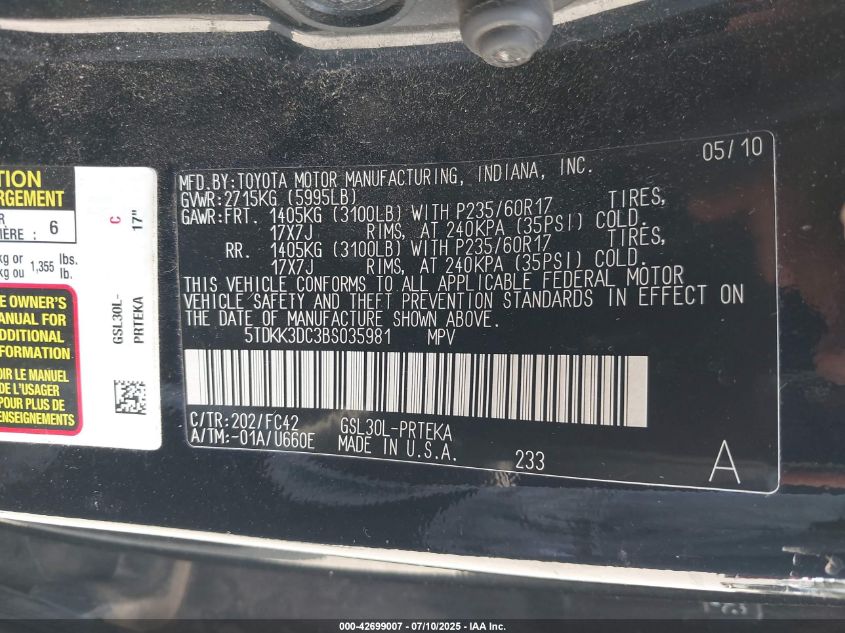 TION
RGEMENT
R
IÈRE : 6
kg or 1,355 lbs.
kg ou lb.
E OWNER'S
MANUAL FOR
ADDITIONAL
INFORMATION
OIR LE MANUEL
DE L'USAGER
POUR PLUS DE
ENSEIGNEMENTS
C
17"
GSL30L-
PRTEKA
05/10
MFD.BY:TOYOTA MOTOR MANUFACTURING, INDIANA, INC.
GVWR:2715KG (5995LB)
GAWR:FRT. 1405KG (3100LB) WITH P235/60R17 TIRES,
17X7J RIMS, AT 240KPA (35PSI) COLD.
RR. 1405KG (3100LB) WITH P235/60R17 TIRES,
17X7J RIMS, AT 240KPA (35PSI) COLD.
THIS VEHICLE CONFORMS TO ALL APPLICABLE FEDERAL MOTOR
VEHICLE SAFETY AND THEFT PREVENTION STANDARDS IN EFFECT ON
THE DATE OF MANUFACTURE SHOWN ABOVE.
5TDKK3DC3BS035981 MPV
C/TR:202/FC42 GSL30L-PRTEKA
A/TM:-01A/U660E MADE IN U.S.A.
233
A
000-42699007 / 07/10/2025 - IAA Inc.